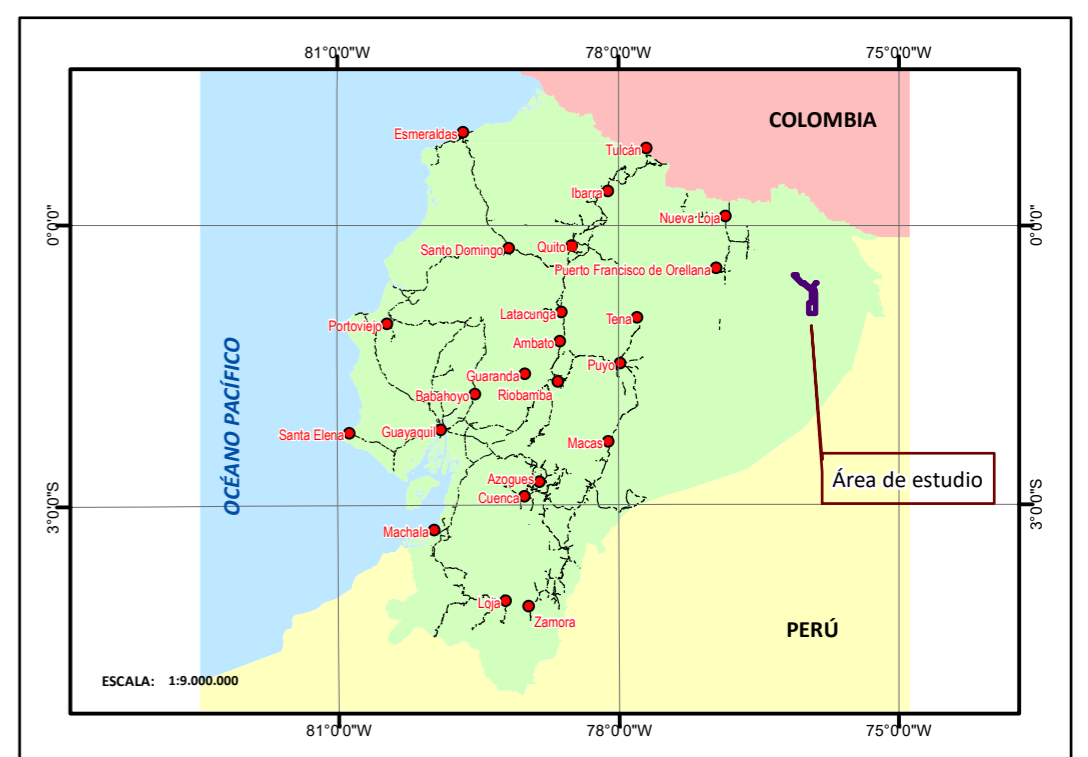 81°0'0"W
78°0'0"W
75°0'0"W
COLOMBIA
Esmeraldas
Tulcán
Ibarra
Nueva Loja
0°0'0"
0°0'0"
Santo Domingo
Quito
Puerto Francisco de Orellana
Latacunga
Tena
Portoviejo
Ambato
Puyo
Guaranda
Riobamba
Babahoyo
OCÉANO PACÍFICO
Santa Elena
Guayaquil
Macas
Área de estudio
Azogues
Cuenca
3°0'0"S
3°0'0"S
Machala
Loja
Zamora
PERÚ
ESCALA: 1:9.000.000
81°0'0"W
78°0'0"W
75°0'0"W